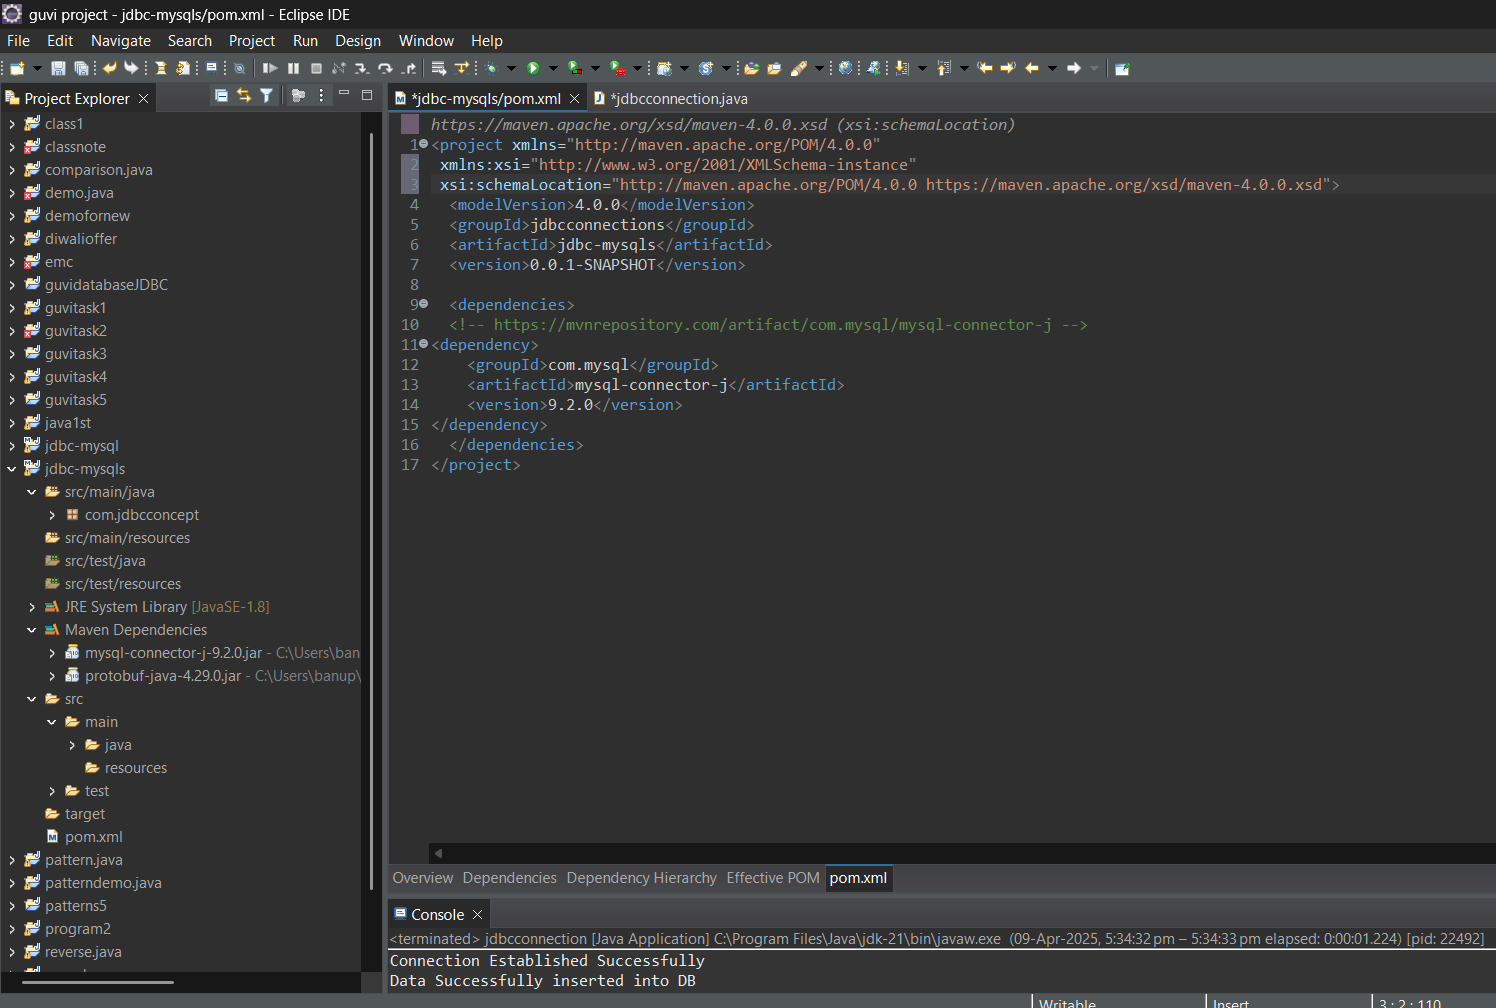 guvi project - jdbc-mysqls/pom.xml - Eclipse IDE
File Edit Navigate Search Project Run Design Window Help
Project Explorer
class1
classnote
comparison.java
demo.java
demofornew
diwalioffer
emc
guvidatabaseJDBC
guvitask1
guvitask2
guvitask3
guvitask4
guvitask5
java1st
jdbc-mysql
jdbc-mysqls
src/main/java
com.jdbcconcept
src/main/resources
src/test/java
src/test/resources
JRE System Library [JavaSE-1.8]
Maven Dependencies
mysql-connector-j-9.2.0.jar - C:\Users\ban
protobuf-java-4.29.0.jar - C:\Users\banup\
src
main
java
resources
test
target
pom.xml
pattern.java
patterndemo.java
patterns5
program2
reverse.java
*jdbc-mysqls/pom.xml *jdbcconnection.java
https://maven.apache.org/xsd/maven-4.0.0.xsd (xsi:schemaLocation)
1 <project xmlns="http://maven.apache.org/POM/4.0.0"
2 xmlns:xsi="http://www.w3.org/2001/XMLSchema-instance"
3 xsi:schemaLocation="http://maven.apache.org/POM/4.0.0 https://maven.apache.org/xsd/maven-4.0.0.xsd">
4 <modelVersion>4.0.0</modelVersion>
5 <groupId>jdbcconnections</groupId>
6 <artifactId>jdbc-mysqls</artifactId>
7 <version>0.0.1-SNAPSHOT</version>
8
9 <dependencies>
10 <!-- https://mvnrepository.com/artifact/com.mysql/mysql-connector-j -->
11 <dependency>
12 <groupId>com.mysql</groupId>
13 <artifactId>mysql-connector-j</artifactId>
14 <version>9.2.0</version>
15 </dependency>
16 </dependencies>
17 </project>
Overview Dependencies Dependency Hierarchy Effective POM pom.xml
Console
<terminated> jdbcconnection [Java Application] C:\Program Files\Java\jdk-21\bin\javaw.exe (09-Apr-2025, 5:34:32 pm – 5:34:33 pm elapsed: 0:00:01.224) [pid: 22492]
Connection Established Successfully
Data Successfully inserted into DB
Writable Insert 3 : 2 : 110